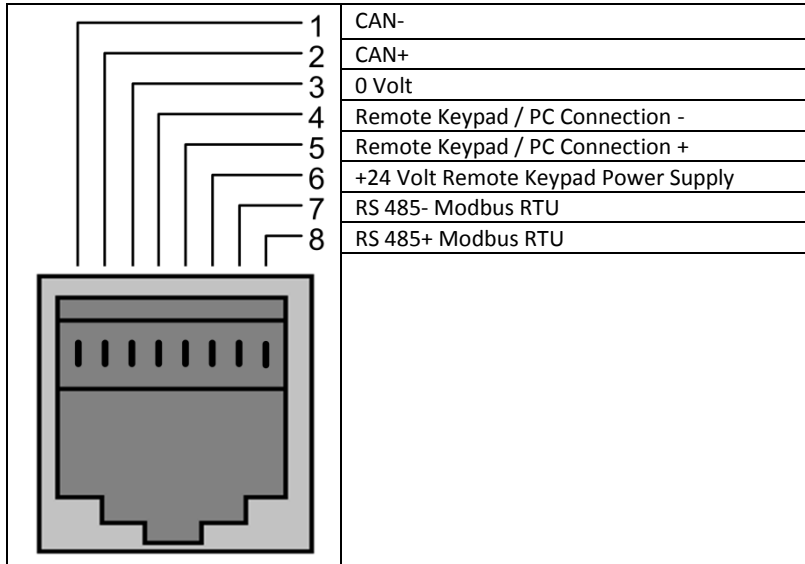 1 CAN-
2 CAN+
3 0 Volt
4 Remote Keypad / PC Connection -
5 Remote Keypad / PC Connection +
6 +24 Volt Remote Keypad Power Supply
7 RS 485- Modbus RTU
8 RS 485+ Modbus RTU